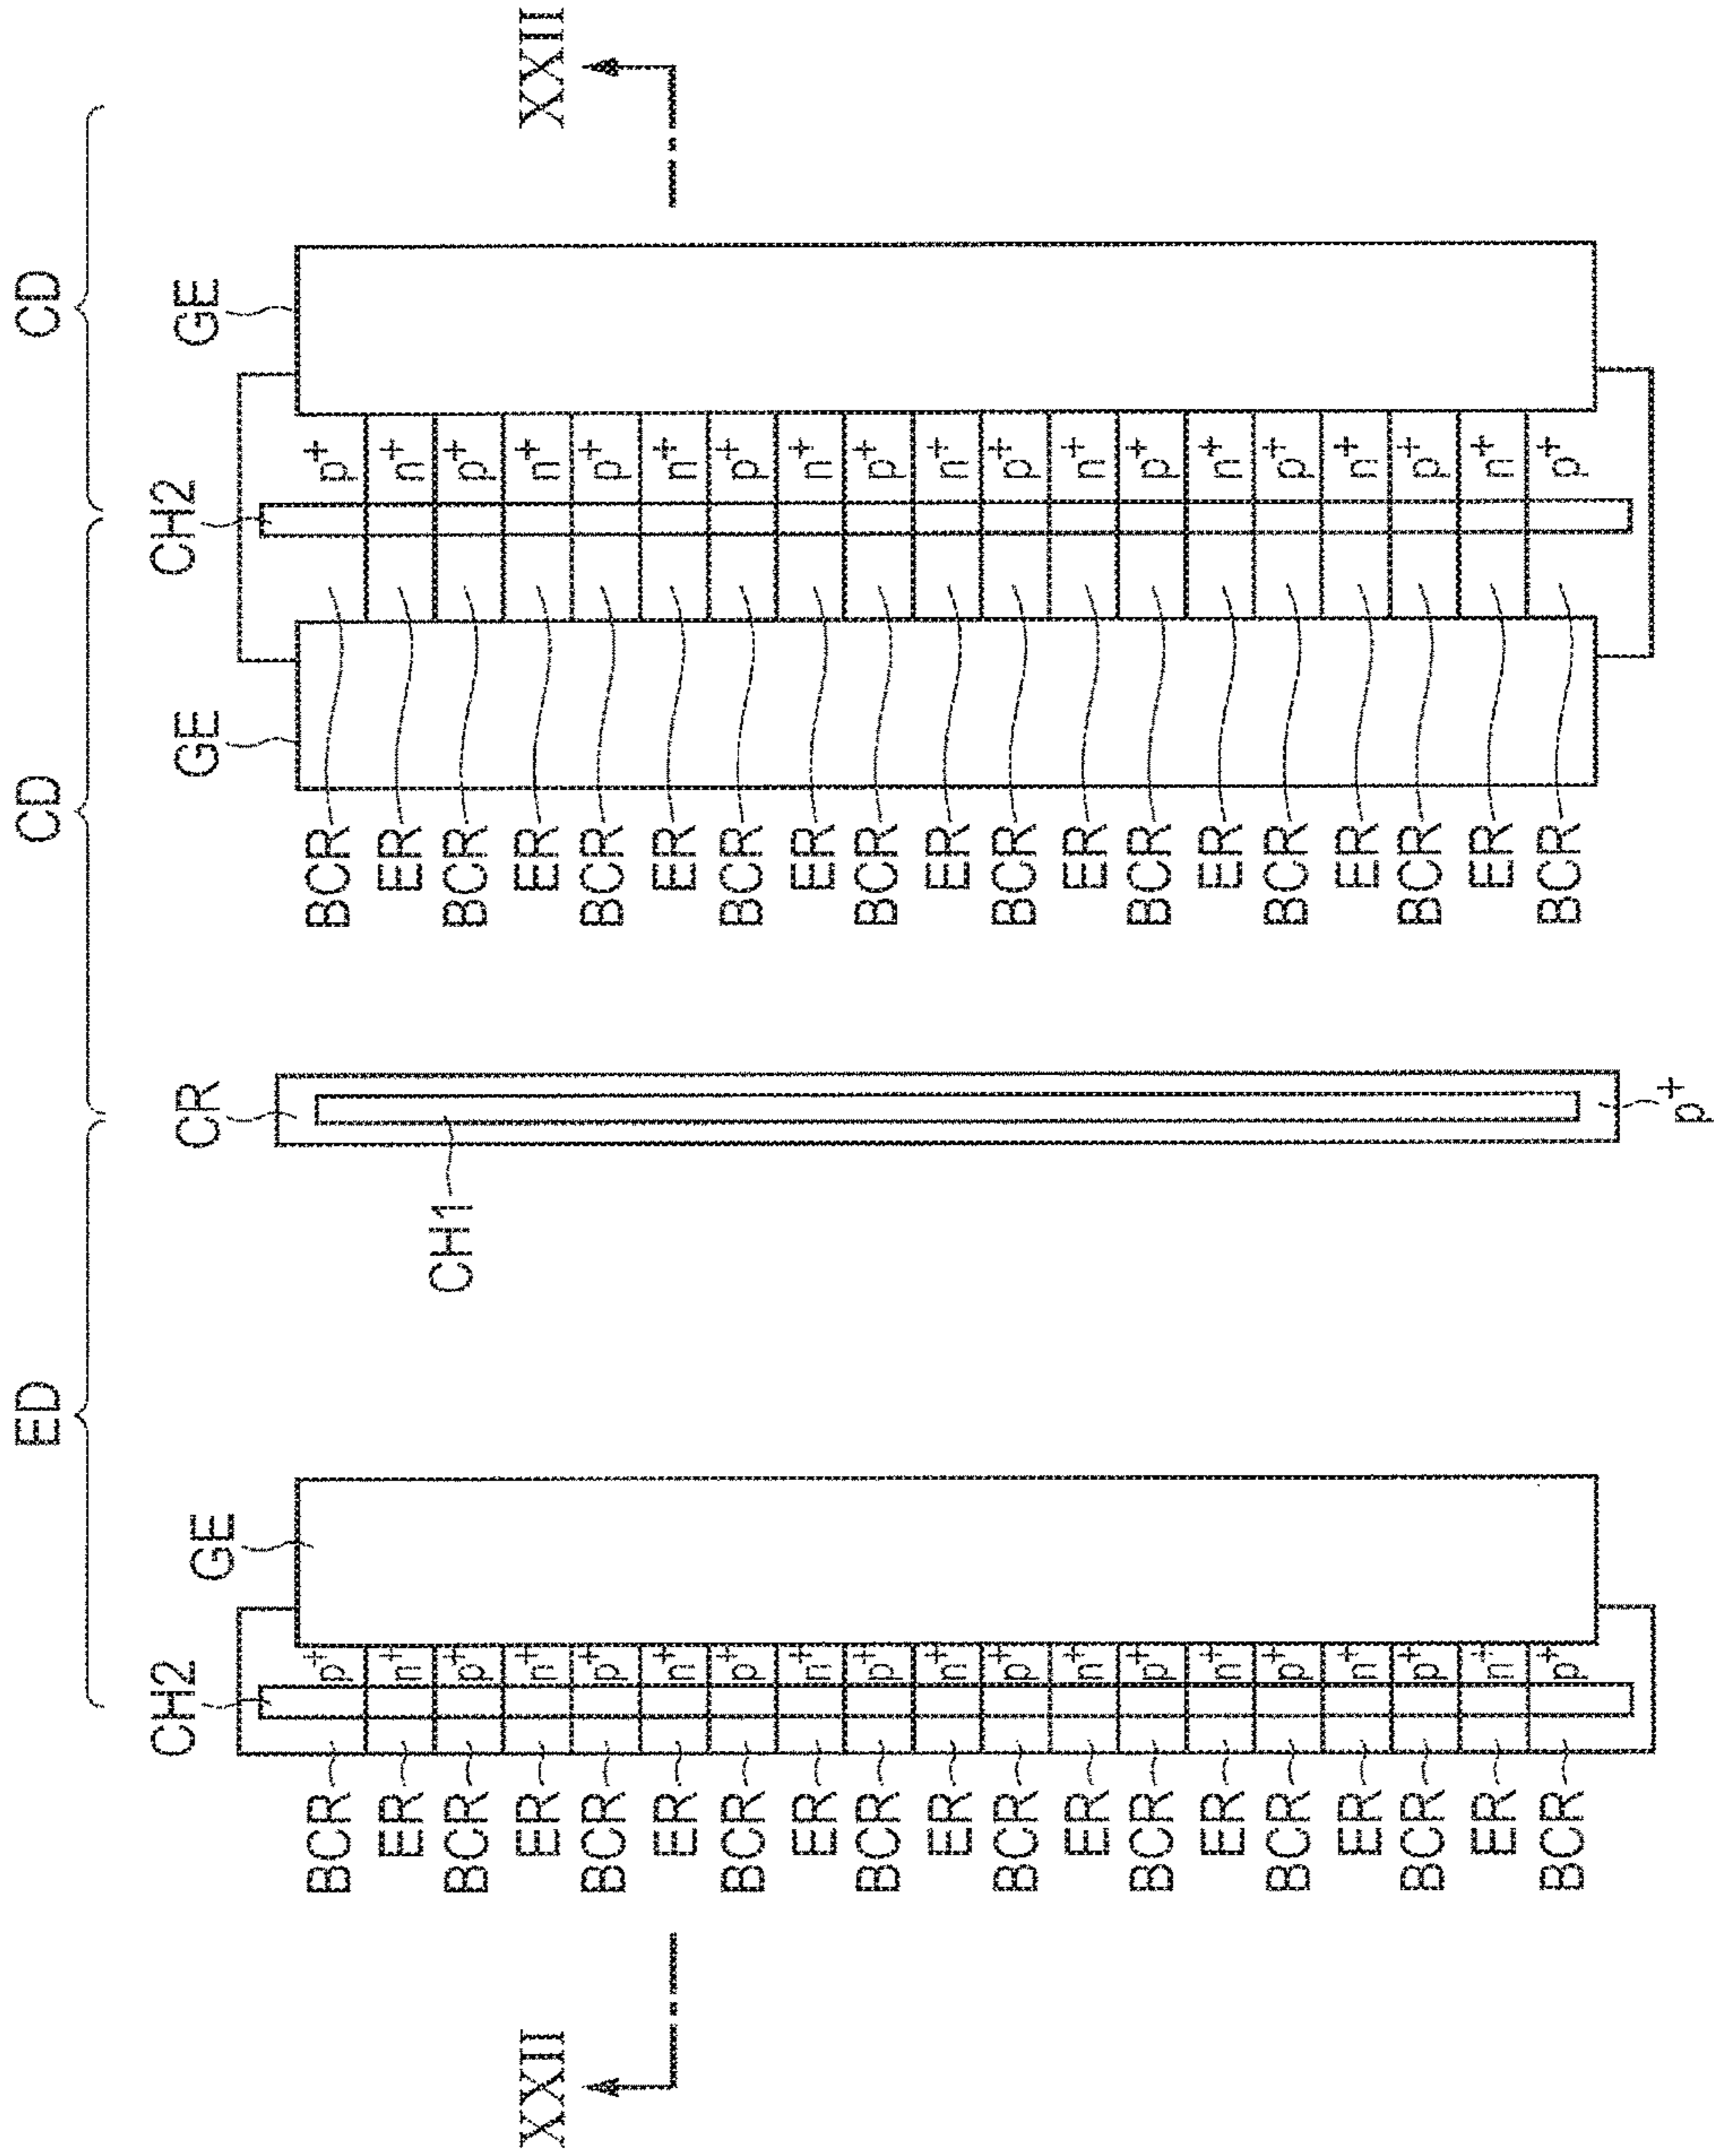 ED CD CD
CH2 GE CR GE CH2 GE
BCR p+ BCR p+
ER n+ ER n+
BCR p+ CH1 BCR p+
XXII ER n+ ER n+ XXII
BCR p+ BCR p+
ER n+ ER n+
BCR p+ BCR p+
ER n+ ER n+
BCR p+ BCR p+
ER n+ ER n+
BCR p+ BCR p+
ER n+ ER n+
BCR p+ BCR p+
ER n+ ER n+
BCR p+ BCR p+
ER n+ ER n+
BCR p+ BCR p+
ER n+ ER n+
BCR p+ BCR p+
p+